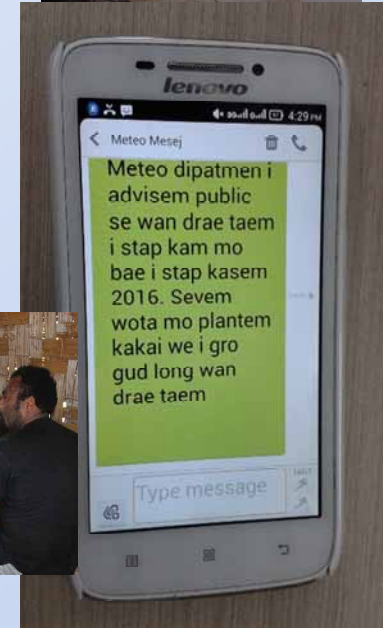 lenovo
4:29 PM
Meteo Mesej
Meteo dipatmen i
advisem public
se wan drae taem
i stap kam mo
bae i stap kasem
2016. Sevem
wota mo plantem
kakai we i gro
gud long wan
drae taem
Type message